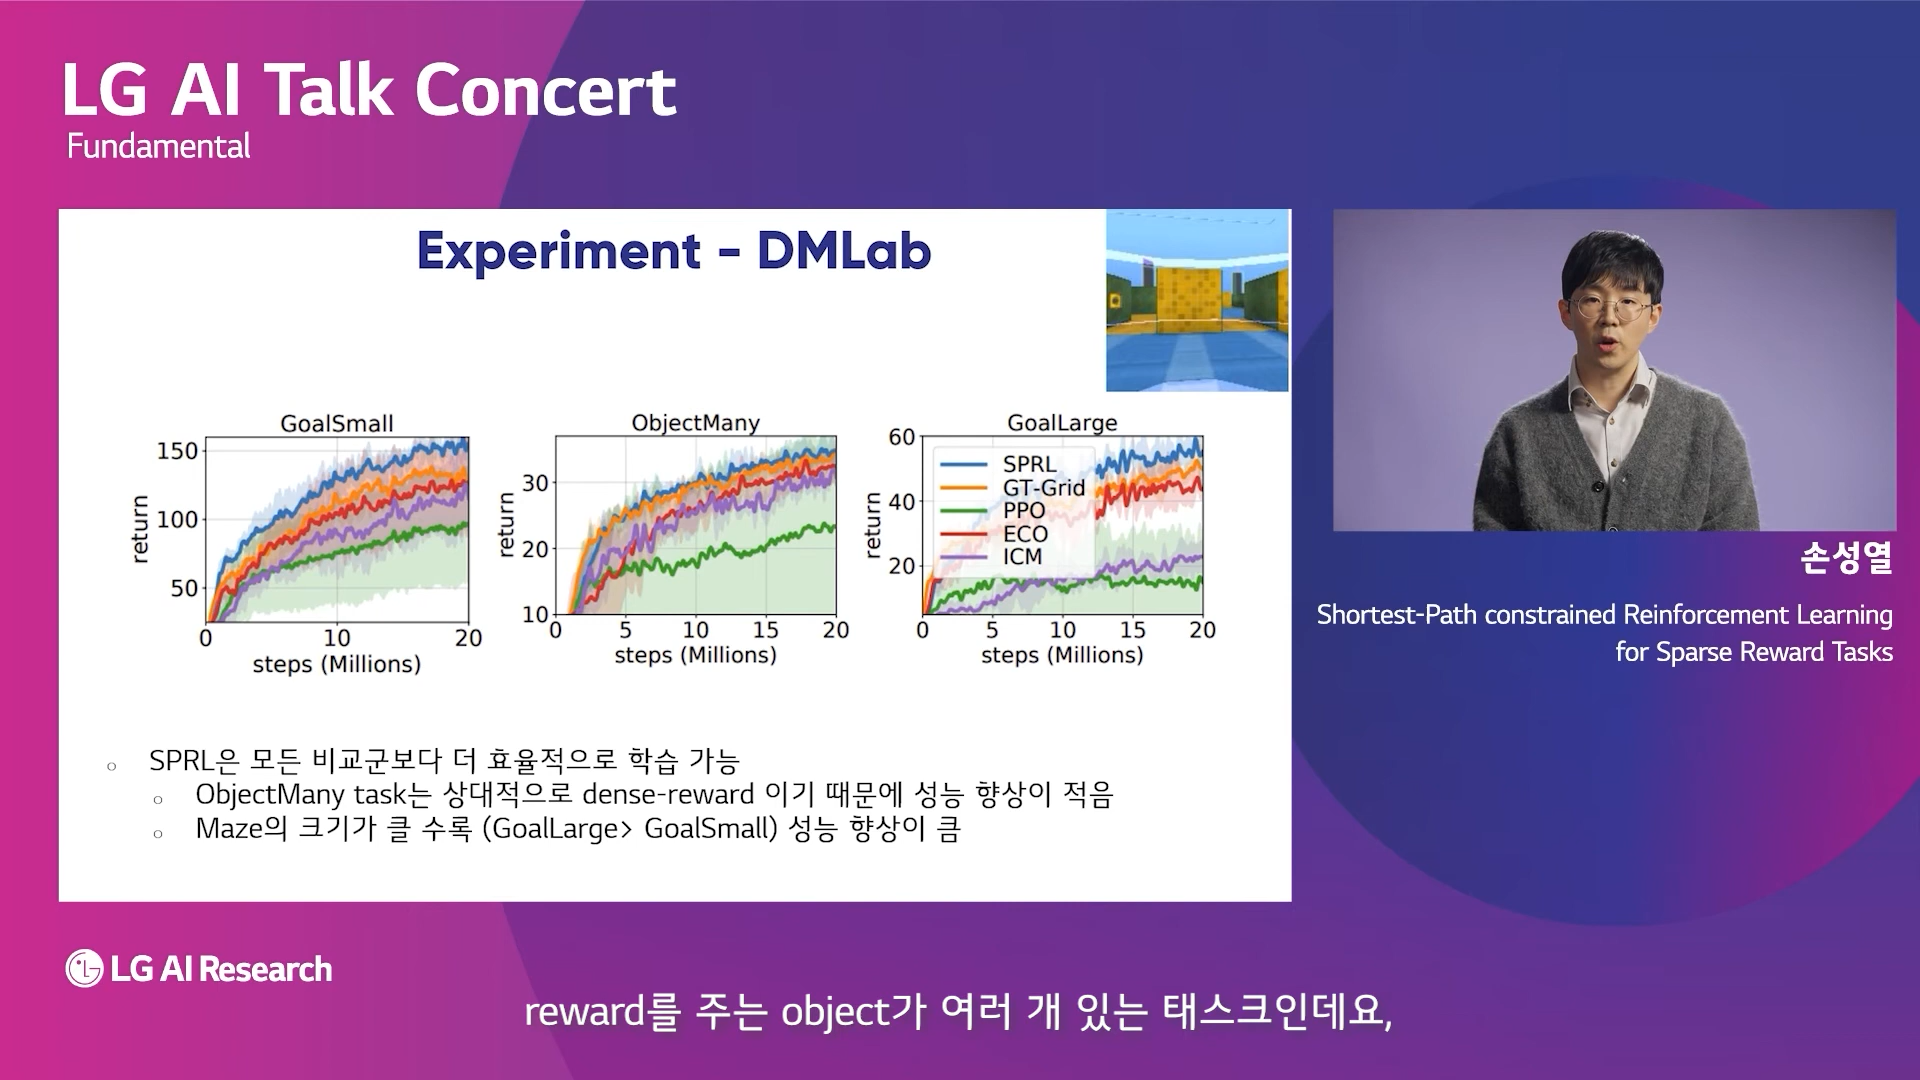 LG AI Talk Concert
Fundamental
Experiment - DMLab
GoalSmall
150
100
50
return
0
10
20
steps (Millions)
ObjectMany
30
20
10
return
0
5
10
15
20
steps (Millions)
GoalLarge
60
40
20
return
SPRL
GT-Grid
PPO
ECO
ICM
0
5
10
15
20
steps (Millions)
SPRL은 모든 비교군보다 더 효율적으로 학습 가능
ObjectMany task는 상대적으로 dense-reward 이기 때문에 성능 향상이 적음
Maze의 크기가 클 수록 (GoalLarge> GoalSmall) 성능 향상이 큼
손성열
Shortest-Path constrained Reinforcement Learning
for Sparse Reward Tasks
LG AI Research
reward를 주는 object가 여러 개 있는 태스크인데요,